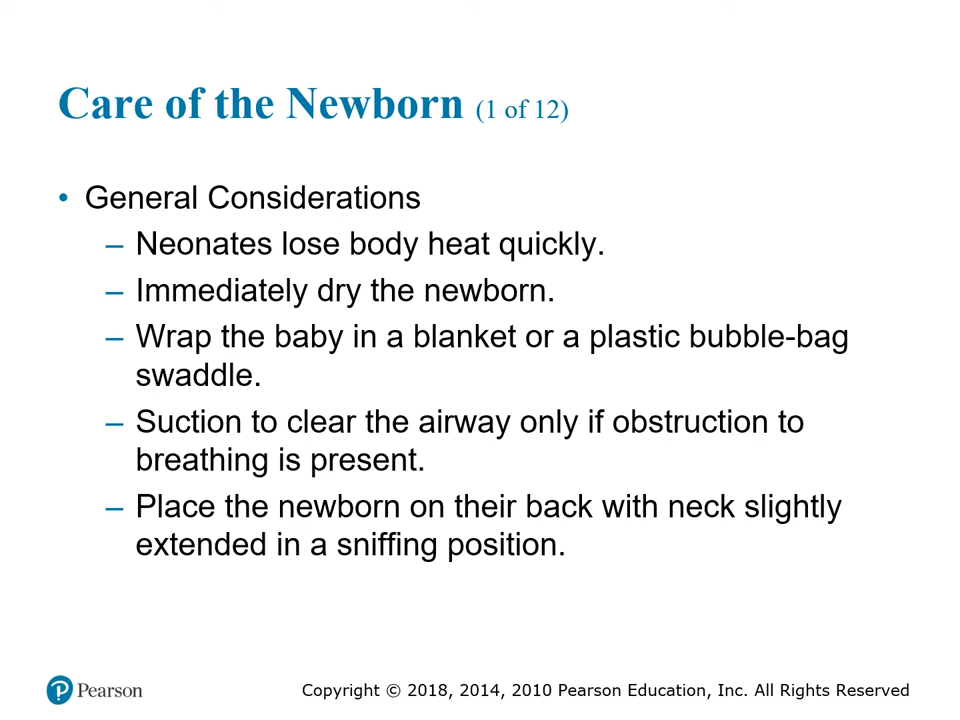 Care of the Newborn (1 of 12)
• General Considerations
– Neonates lose body heat quickly.
– Immediately dry the newborn.
– Wrap the baby in a blanket or a plastic bubble-bag
swaddle.
– Suction to clear the airway only if obstruction to
breathing is present.
– Place the newborn on their back with neck slightly
extended in a sniffing position.
Pearson
Copyright © 2018, 2014, 2010 Pearson Education, Inc. All Rights Reserved